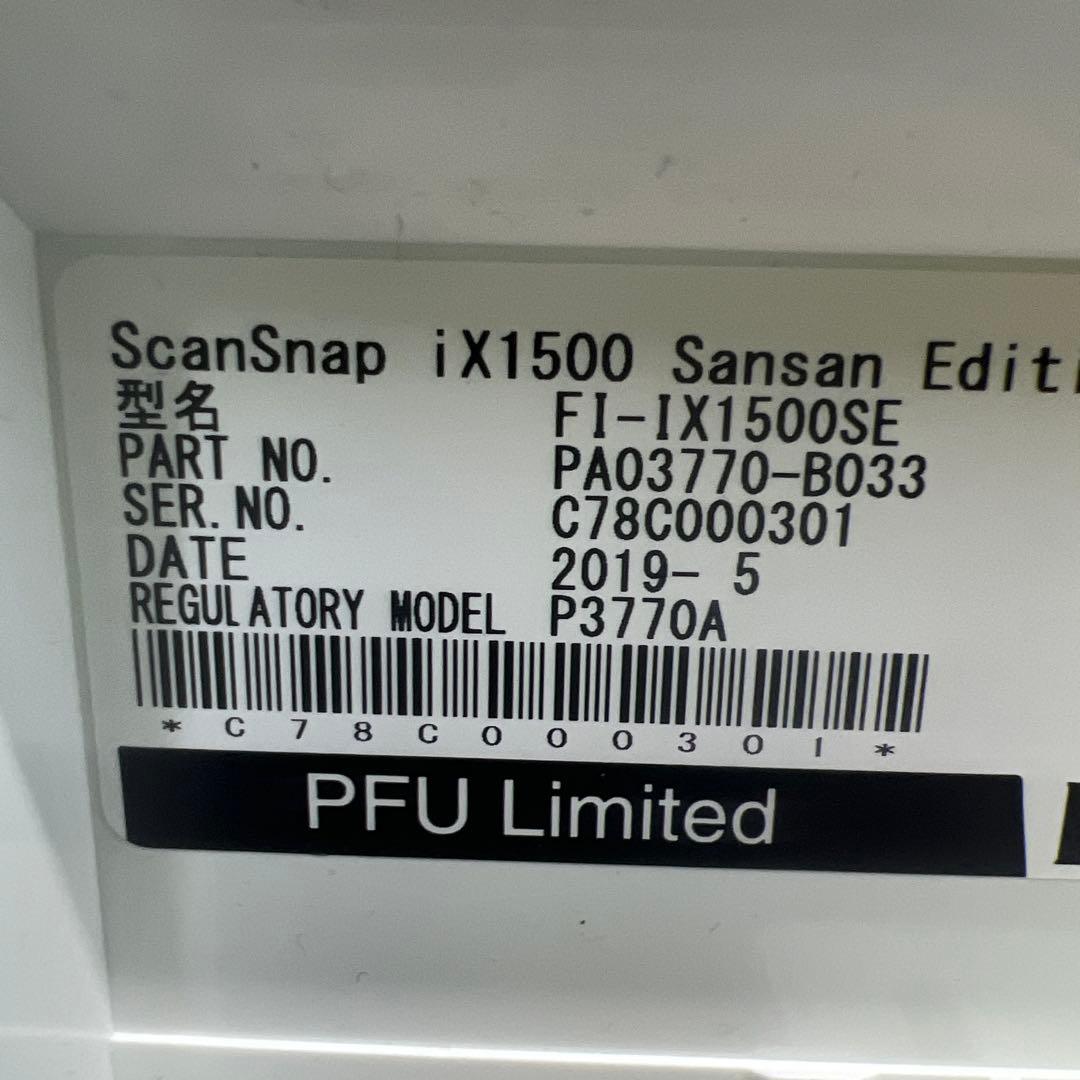 ScanSnap iX1500 Sansan Editi
型名 FI-IX1500SE
PART NO. PA03770-B033
SER.NO. C78C000301
DATE 2019- 5
REGULATORY MODEL P3770A
*C78C000301*
PFU Limited